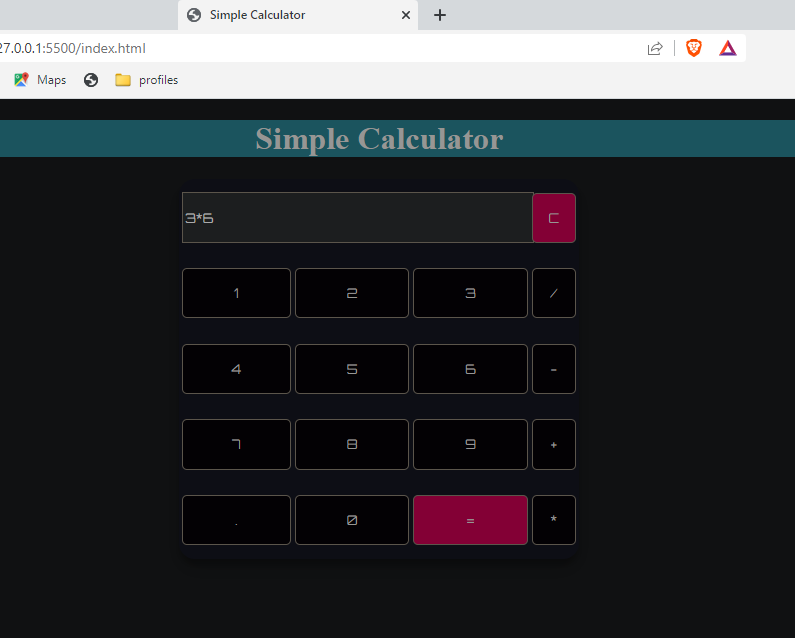 Simple Calculator
27.0.0.1:5500/index.html
Maps profiles
Simple Calculator
3*6 C
1 2 3 /
4 5 6 -
7 8 9 +
. 0 = *